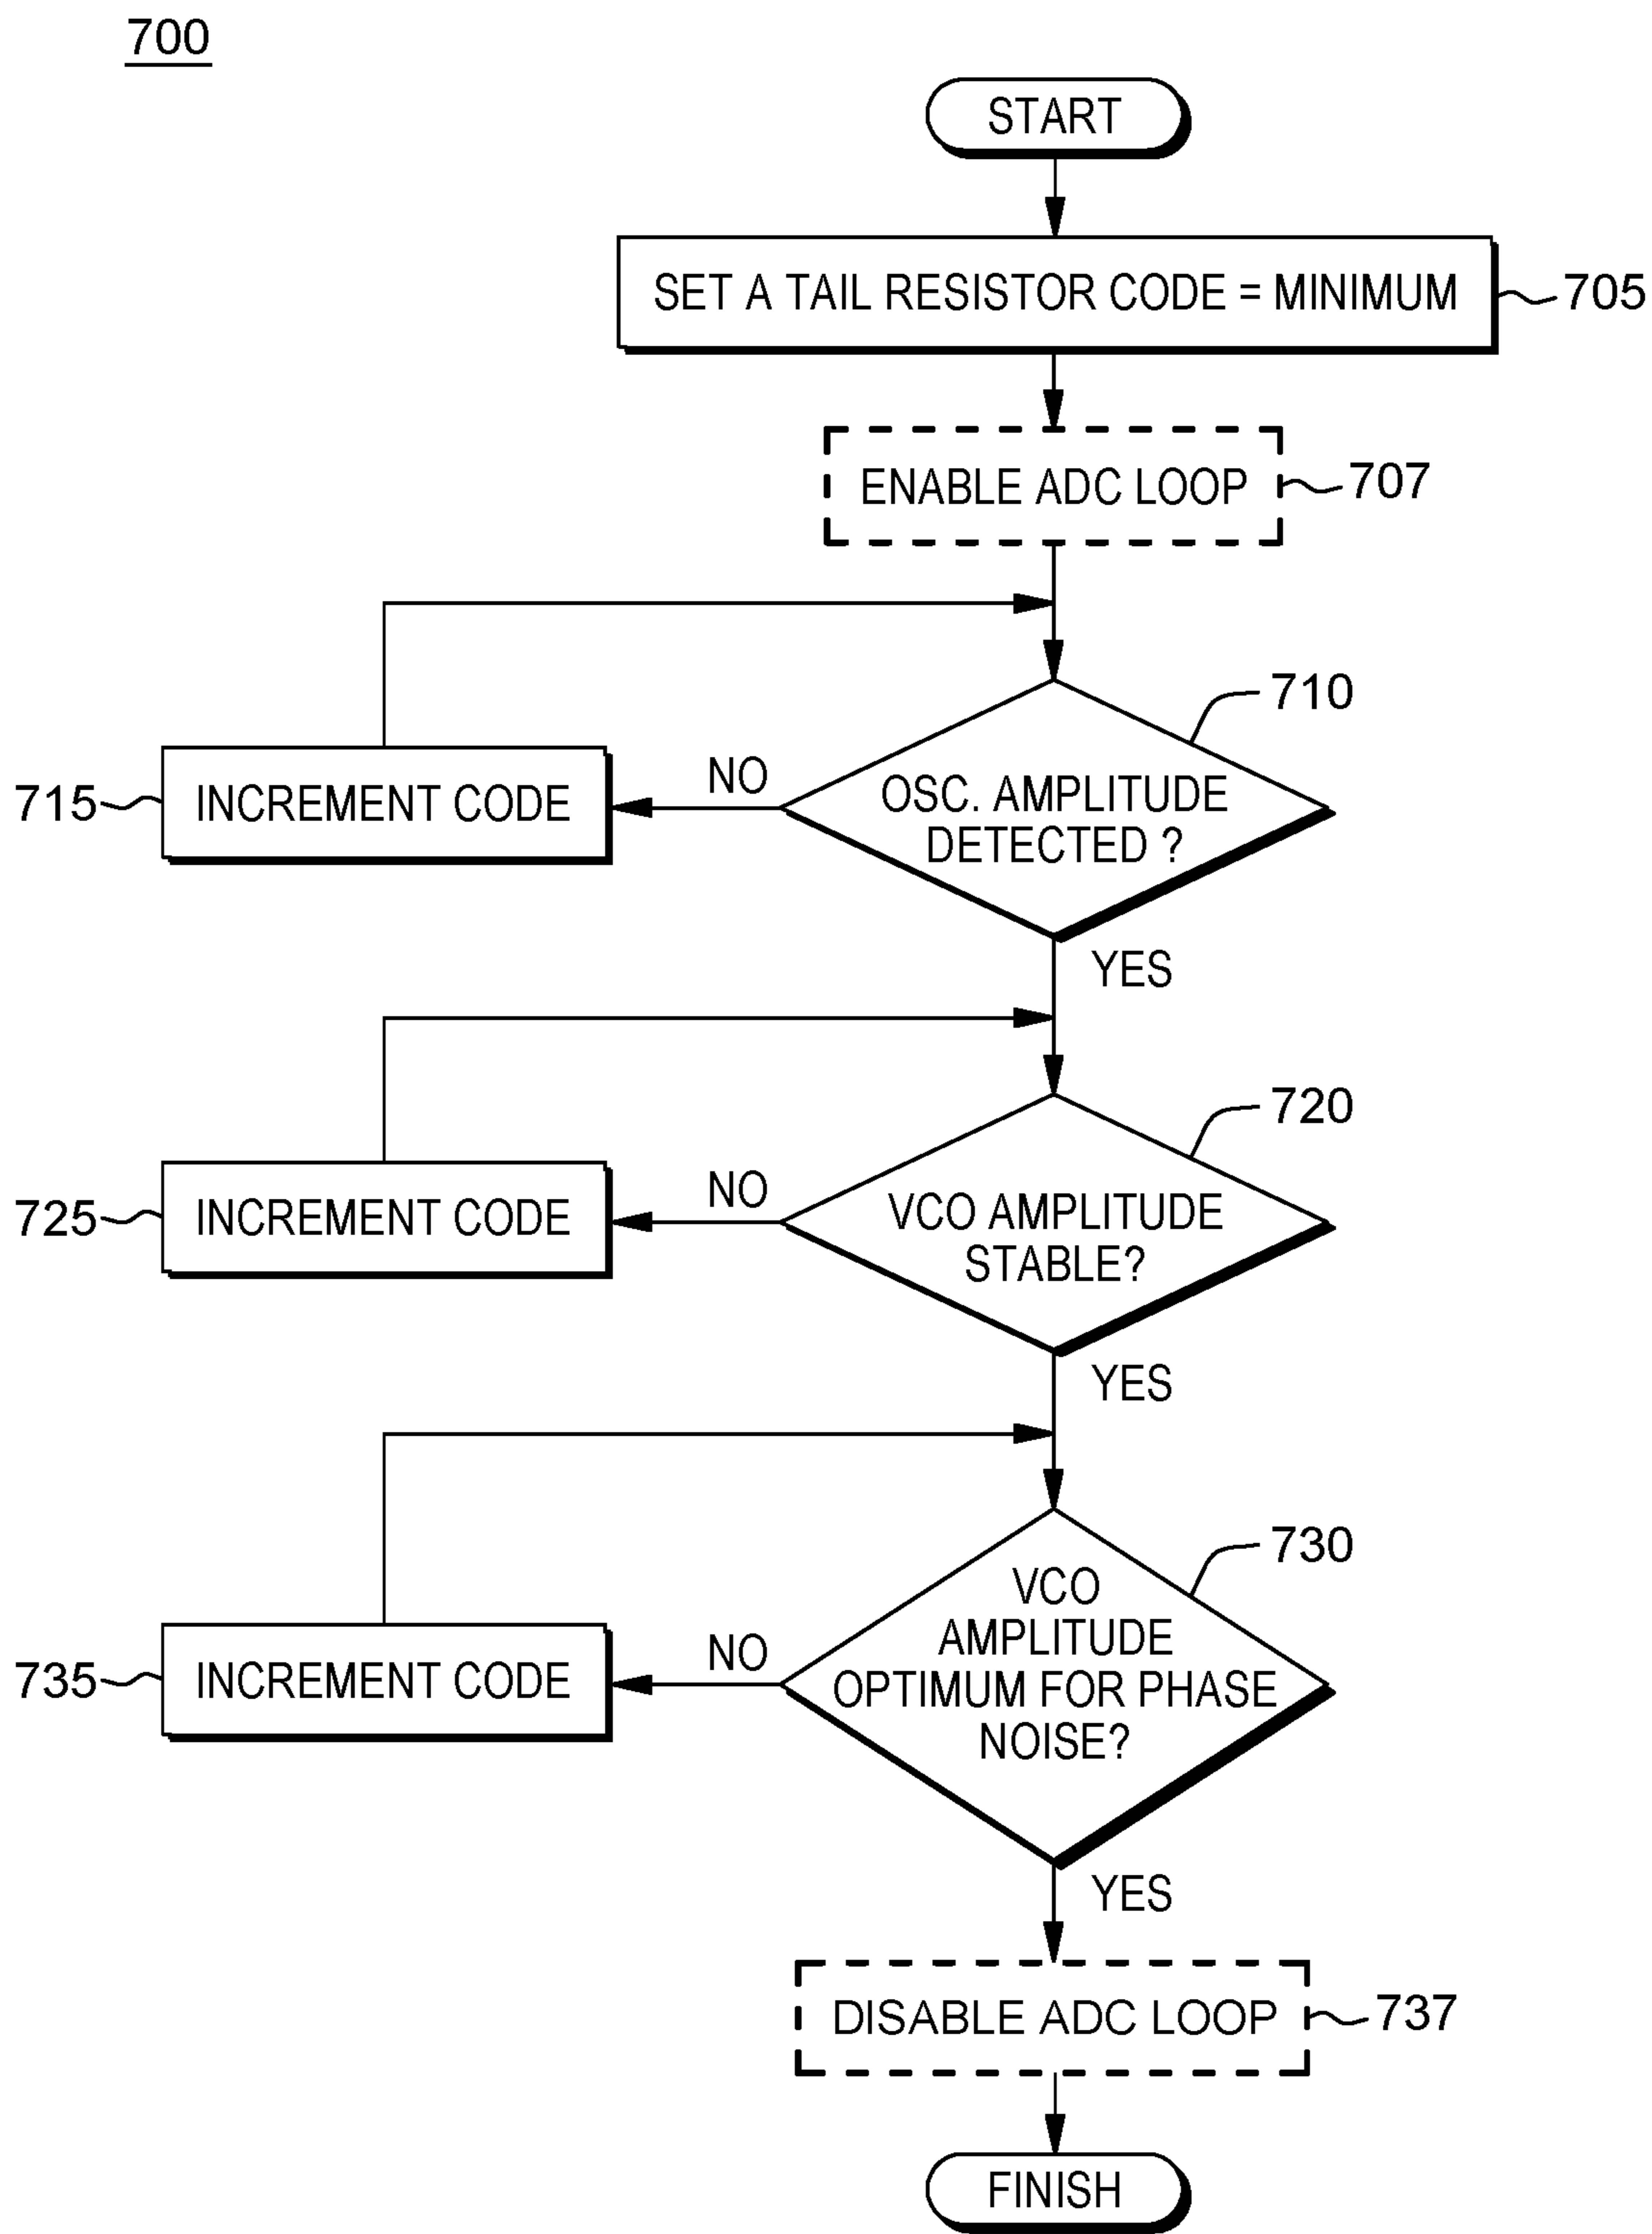 700
START
SET A TAIL RESISTOR CODE = MINIMUM
705
ENABLE ADC LOOP
707
710
OSC. AMPLITUDE
DETECTED ?
NO
INCREMENT CODE
715
YES
720
VCO AMPLITUDE
STABLE?
NO
INCREMENT CODE
725
YES
730
VCO
AMPLITUDE
OPTIMUM FOR PHASE
NOISE?
NO
INCREMENT CODE
735
YES
DISABLE ADC LOOP
737
FINISH